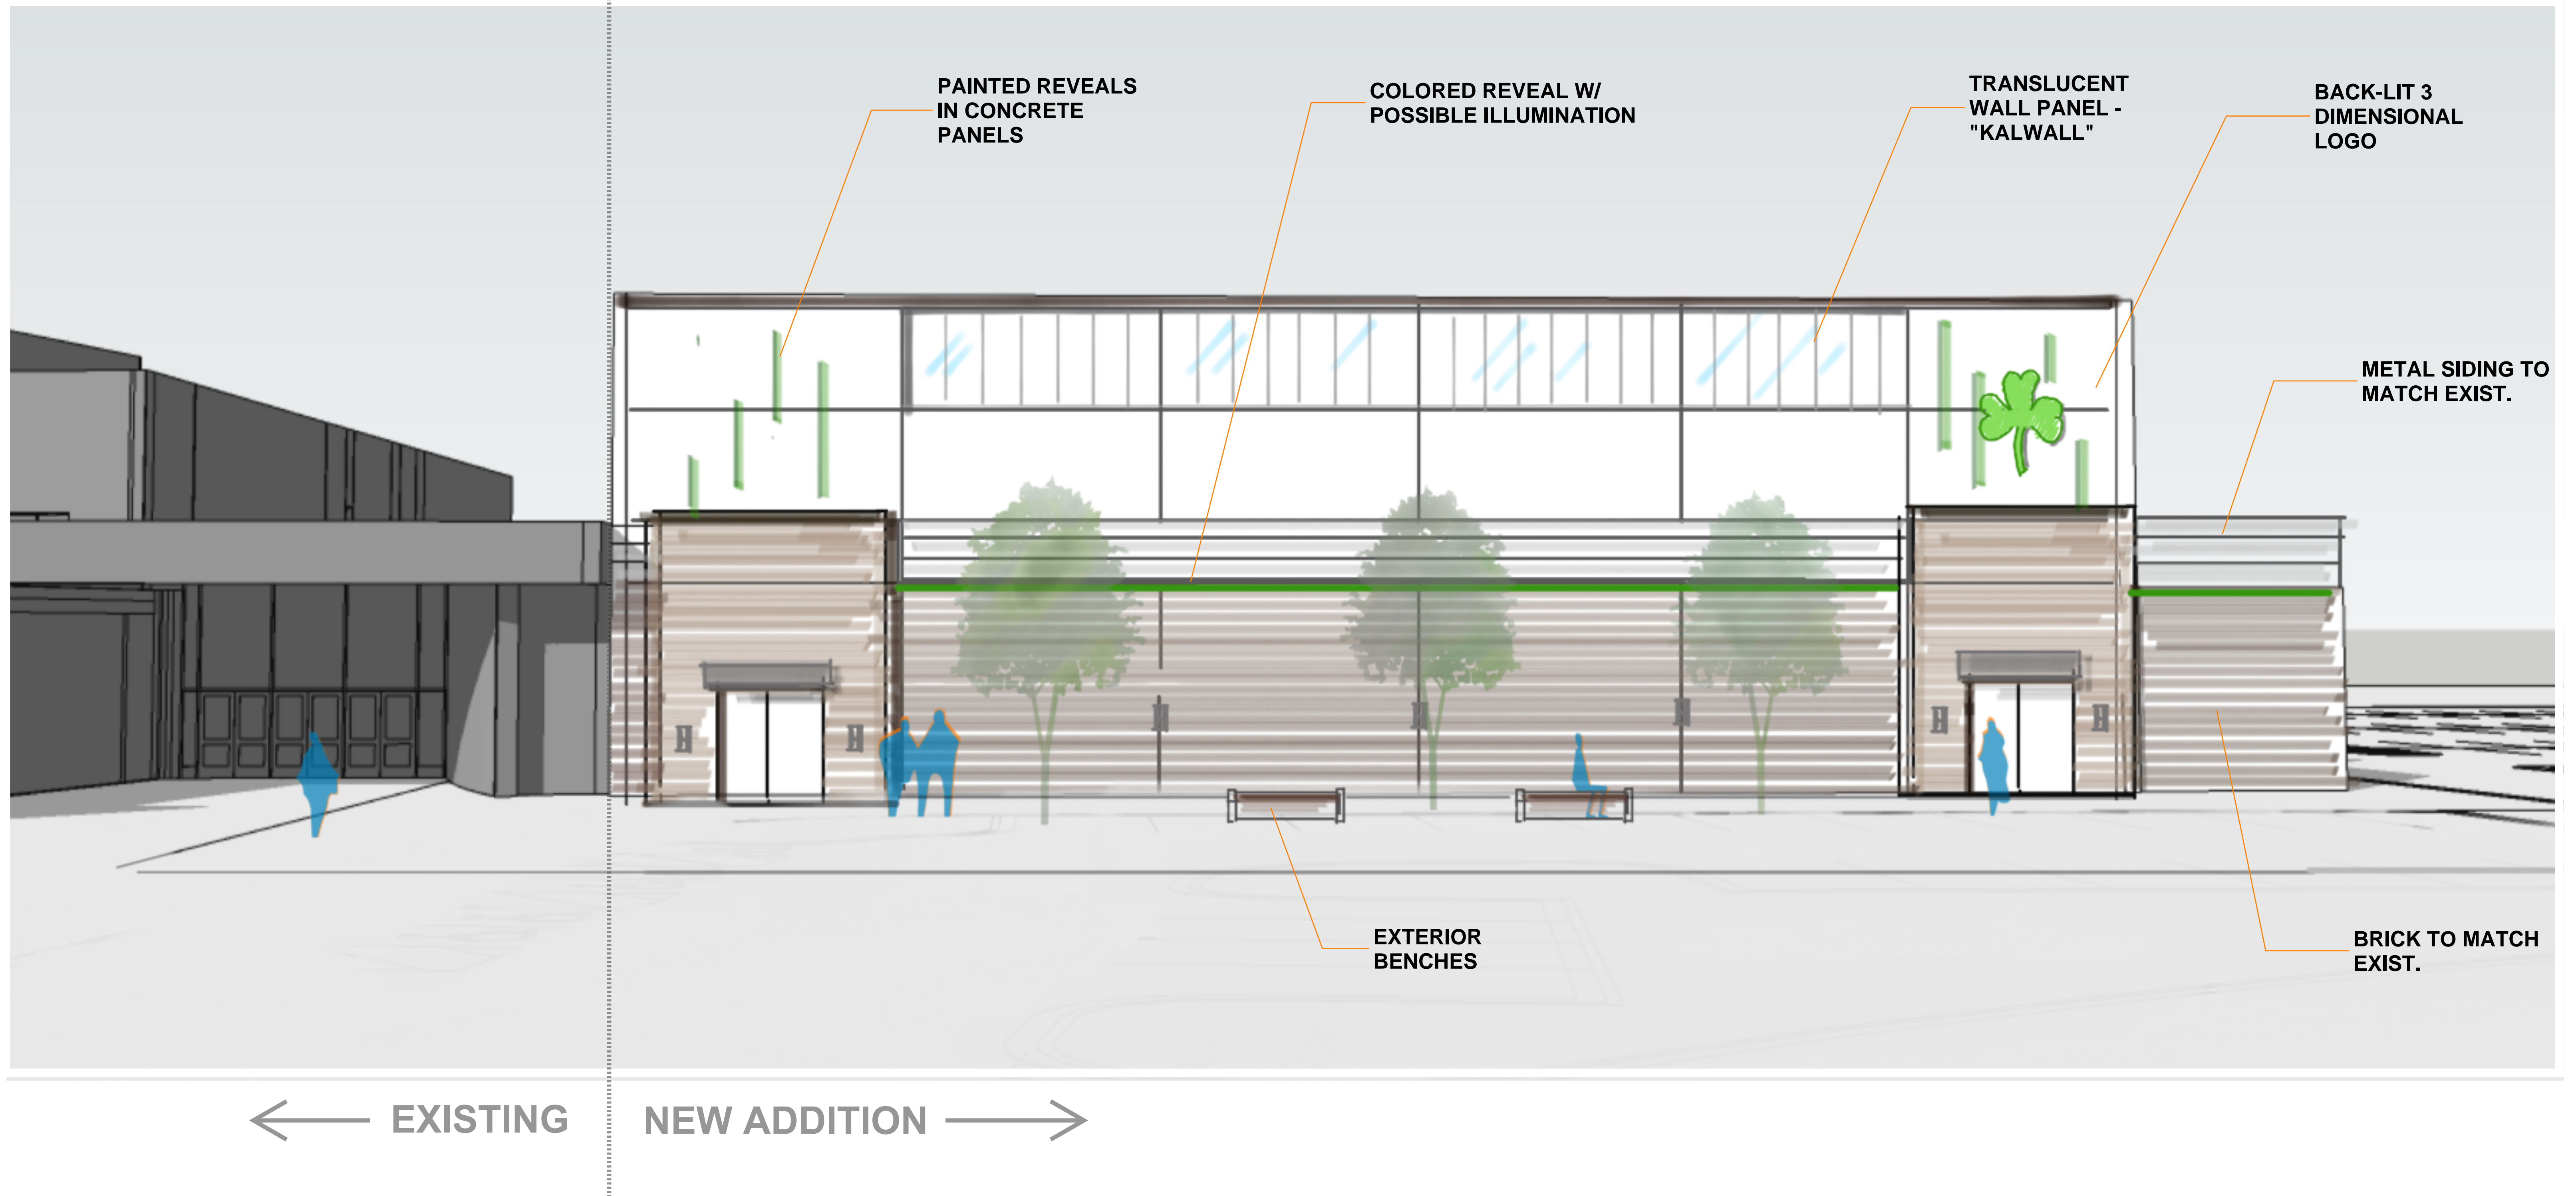 PAINTED REVEALS
IN CONCRETE
PANELS
COLORED REVEAL W/
POSSIBLE ILLUMINATION
TRANSLUCENT
WALL PANEL -
"KALWALL"
BACK-LIT 3
DIMENSIONAL
LOGO
METAL SIDING TO
MATCH EXIST.
EXTERIOR
BENCHES
BRICK TO MATCH
EXIST.
EXISTING
NEW ADDITION